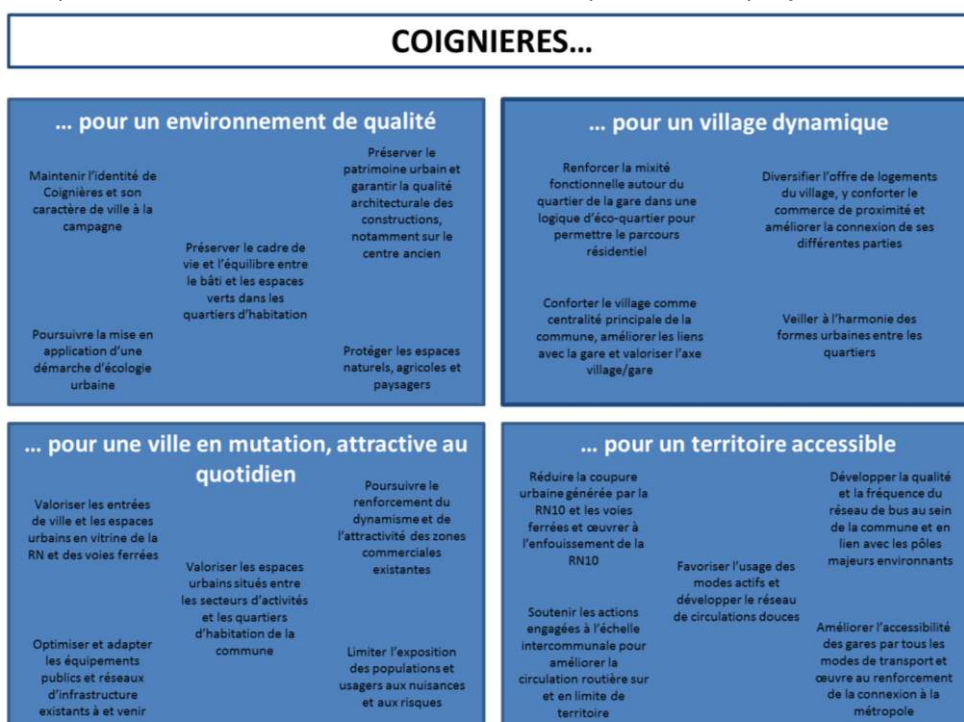 COIGNIERES...
... pour un environnement de qualité
Maintenir l'identité de
Coignières et son
caractère de ville à la
campagne
Préserver le
patrimoine urbain et
garantir la qualité
architecturale des
constructions,
notamment sur le
centre ancien
Préserver le cadre de
vie et l'équilibre entre
le bâti et les espaces
verts dans les
quartiers d'habitation
Poursuivre la mise en
application d'une
démarche d'écologie
urbaine
Protéger les espaces
naturels, agricoles et
paysagers
... pour un village dynamique
Renforcer la mixité
fonctionnelle autour du
quartier de la gare dans une
logique d'éco-quartier pour
permettre le parcours
résidentiel
Diversifier l'offre de logements
du village, y conforter le
commerce de proximité et
améliorer la connexion de ses
différentes parties
Conforter le village comme
centralité principale de la
commune, améliorer les liens
avec la gare et valoriser l'axe
village/gare
Veiller à l'harmonie des
formes urbaines entre les
quartiers
... pour une ville en mutation, attractive au
quotidien
Valoriser les entrées
de ville et les espaces
urbains en vitrine de la
RN et des voies ferrées
Poursuivre le
renforcement du
dynamisme et de
l'attractivité des zones
commerciales
existantes
Valoriser les espaces
urbains situés entre
les secteurs d'activités
et les quartiers
d'habitation de la
commune
Optimiser et adapter
les équipements
publics et réseaux
d'infrastructure
existants à et venir
Limiter l'exposition
des populations et
usagers aux nuisances
et aux risques
... pour un territoire accessible
Réduire la coupure
urbaine générée par la
RN10 et les voies
ferrées et œuvrer à
l'enfouissement de la
RN10
Développer la qualité
et la fréquence du
réseau de bus au sein
de la commune et en
lien avec les pôles
majeurs environnants
Favoriser l'usage des
modes actifs et
développer le réseau
de circulations douces
Soutenir les actions
engagées à l'échelle
intercommunale pour
améliorer la
circulation routière sur
et en limite de
territoire
Améliorer l'accessibilité
des gares par tous les
modes de transport et
œuvre au renforcement
de la connexion à la
métropole